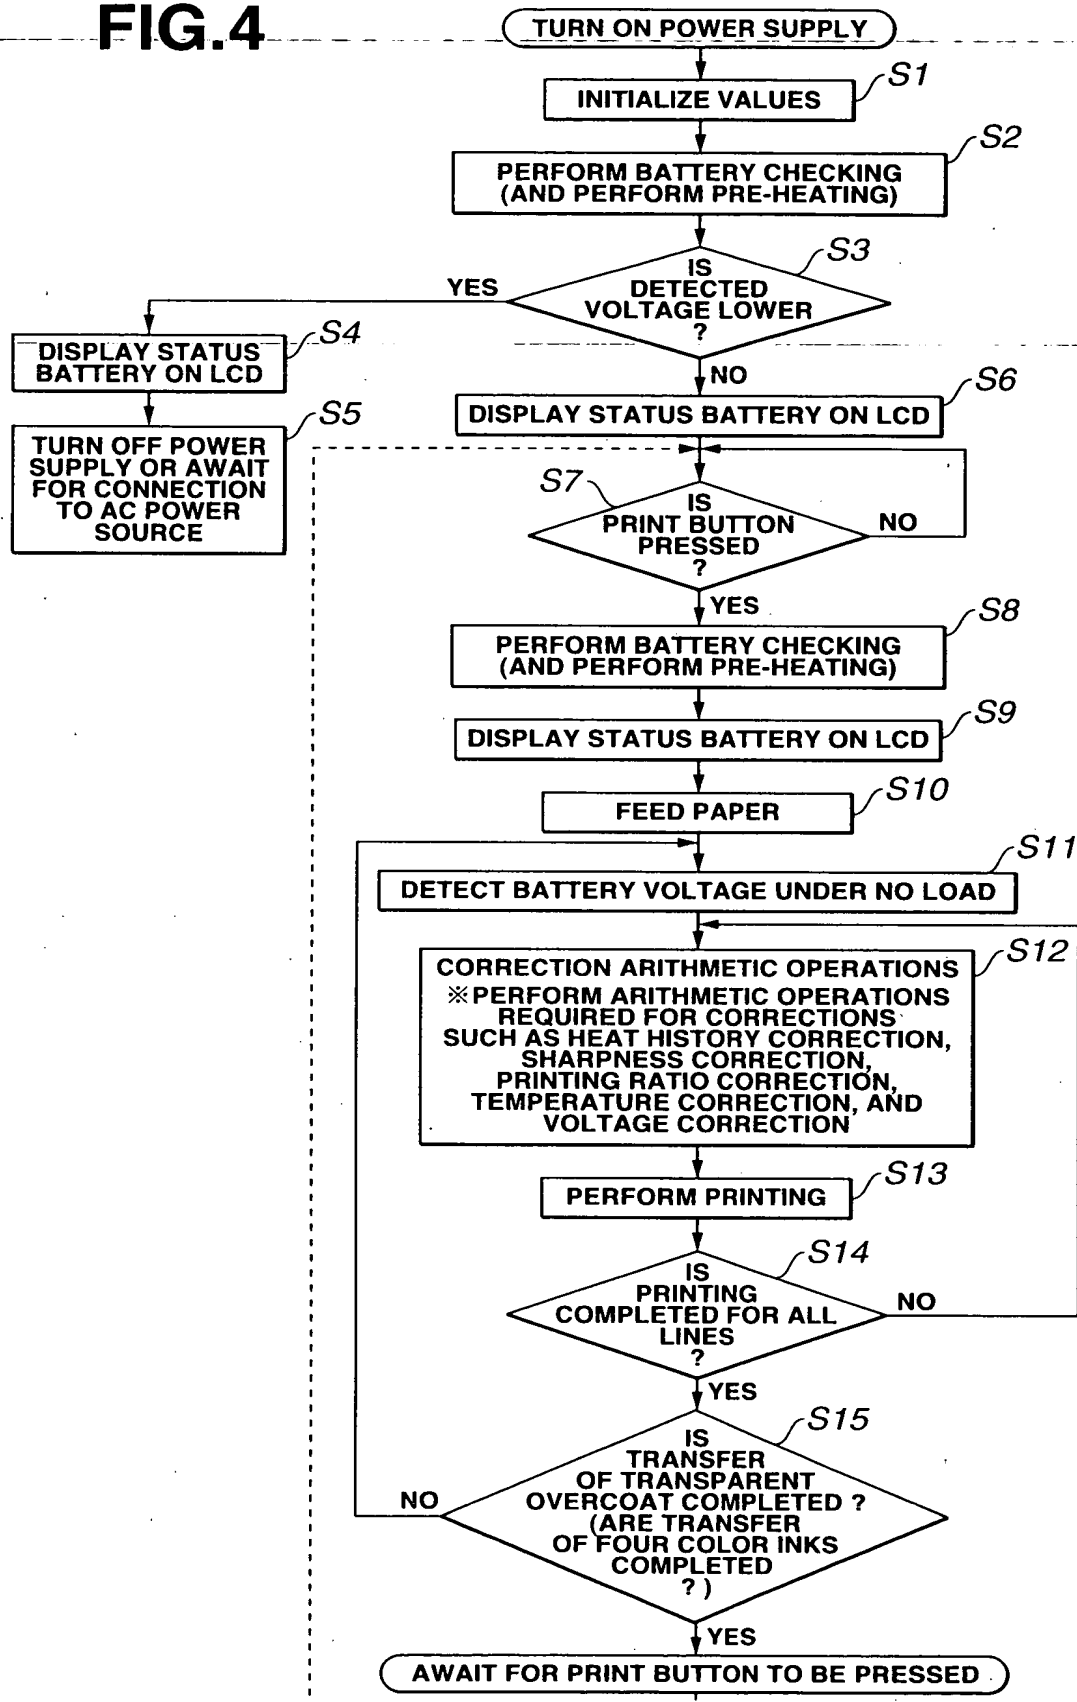 FIG.4
TURN ON POWER SUPPLY
S1
INITIALIZE VALUES
S2
PERFORM BATTERY CHECKING
(AND PERFORM PRE-HEATING)
S3
IS
DETECTED
VOLTAGE LOWER
?
YES
S4
DISPLAY STATUS
BATTERY ON LCD
S5
TURN OFF POWER
SUPPLY OR AWAIT
FOR CONNECTION
TO AC POWER
SOURCE
NO
S6
DISPLAY STATUS BATTERY ON LCD
S7
IS
PRINT BUTTON
PRESSED
?
NO
YES
S8
PERFORM BATTERY CHECKING
(AND PERFORM PRE-HEATING)
S9
DISPLAY STATUS BATTERY ON LCD
S10
FEED PAPER
S11
DETECT BATTERY VOLTAGE UNDER NO LOAD
S12
CORRECTION ARITHMETIC OPERATIONS
※PERFORM ARITHMETIC OPERATIONS
REQUIRED FOR CORRECTIONS
SUCH AS HEAT HISTORY CORRECTION,
SHARPNESS CORRECTION,
PRINTING RATIO CORRECTION,
TEMPERATURE CORRECTION, AND
VOLTAGE CORRECTION
S13
PERFORM PRINTING
S14
IS
PRINTING
COMPLETED FOR ALL
LINES
?
NO
YES
S15
IS
TRANSFER
OF TRANSPARENT
OVERCOAT COMPLETED ?
(ARE TRANSFER
OF FOUR COLOR INKS
COMPLETED
? )
NO
YES
AWAIT FOR PRINT BUTTON TO BE PRESSED